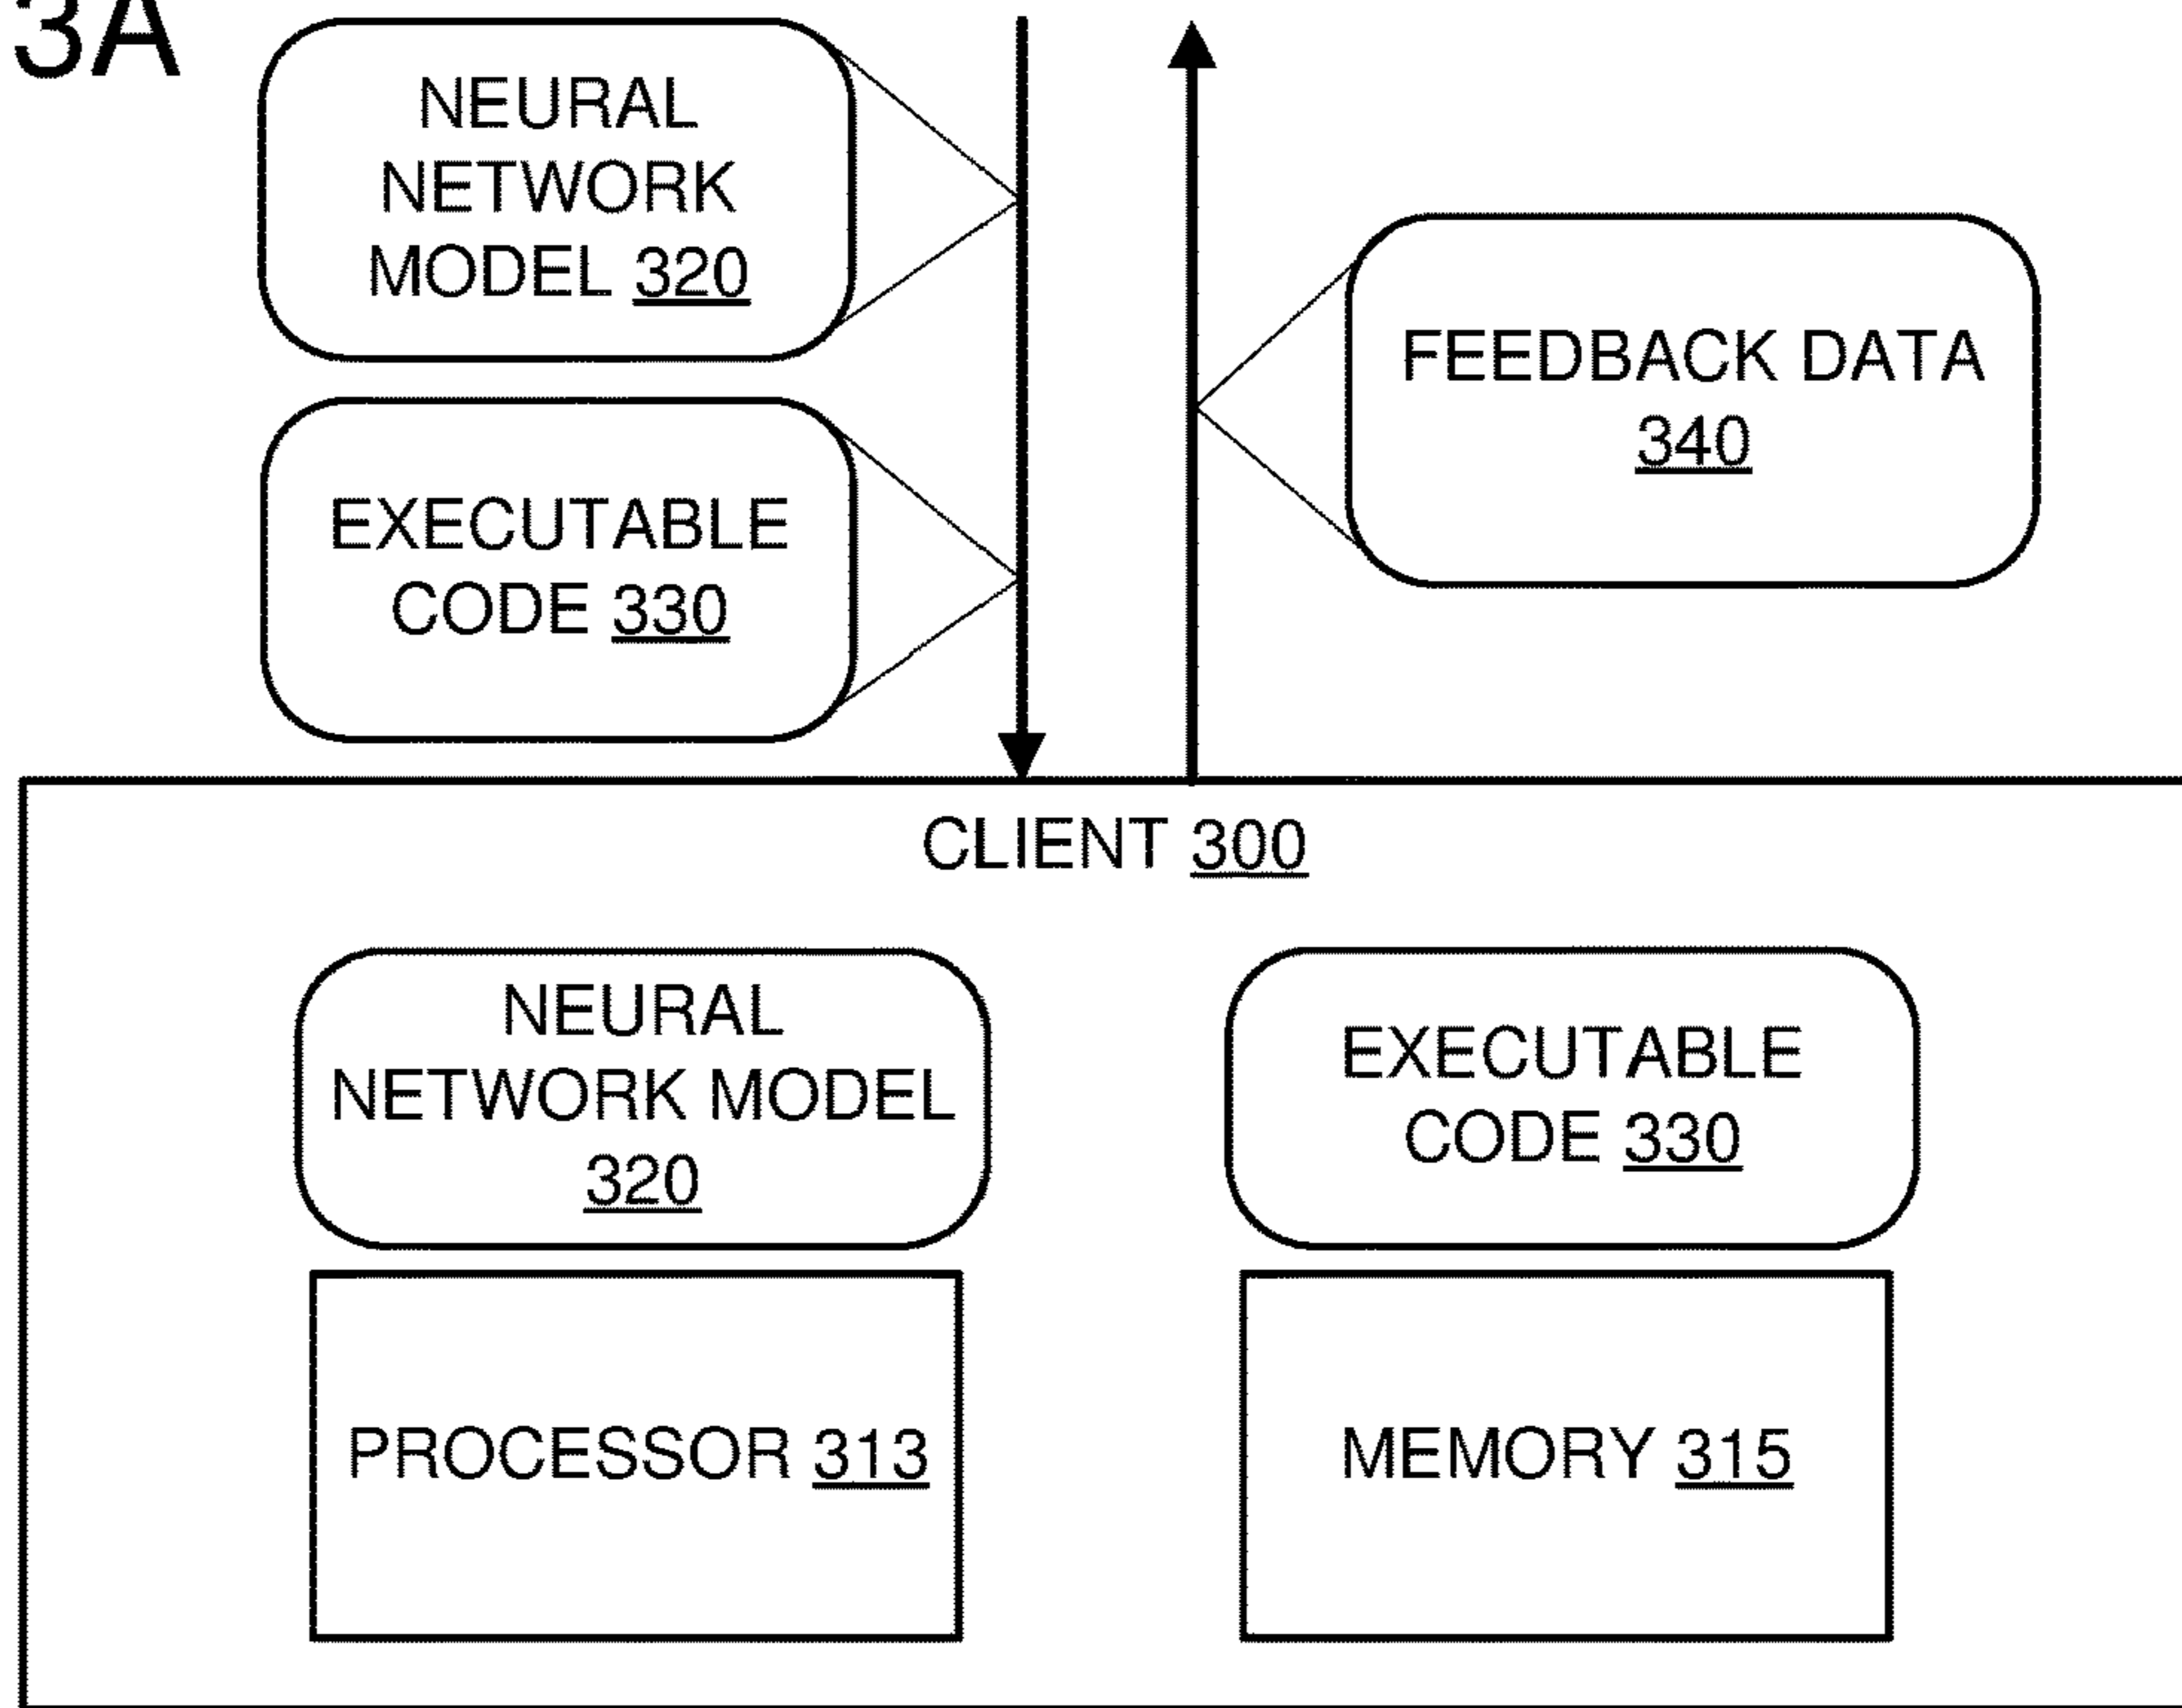 3A
NEURAL
NETWORK
MODEL 320
FEEDBACK DATA
340
EXECUTABLE
CODE 330
CLIENT 300
NEURAL
NETWORK MODEL
320
EXECUTABLE
CODE 330
PROCESSOR 313
MEMORY 315